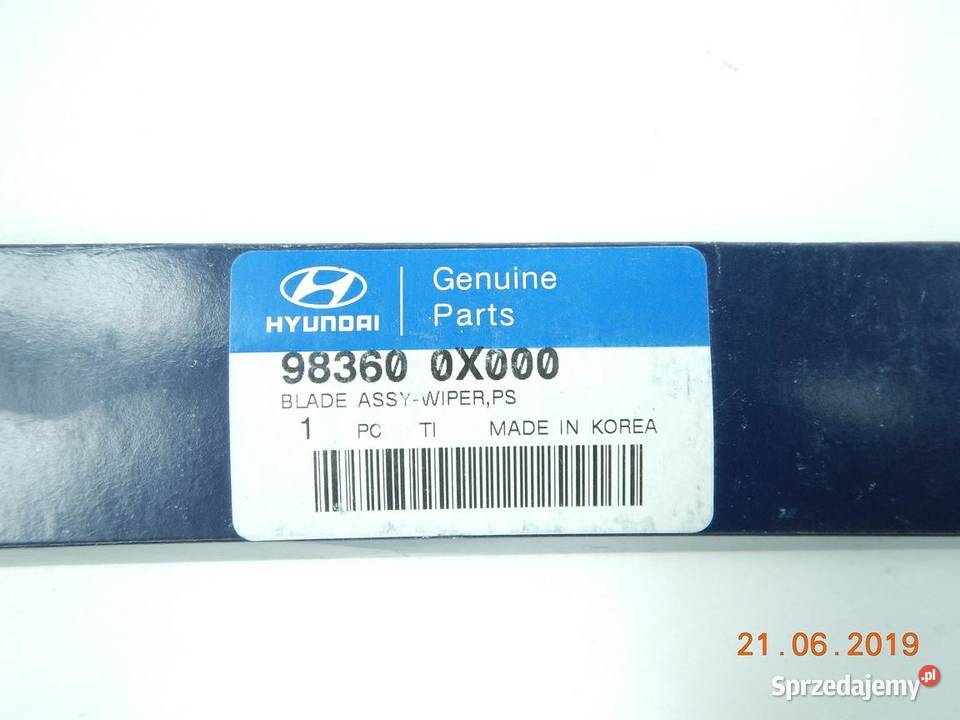 Genuine
Parts
HYUNDAI
98360 0X000
BLADE ASSY-WIPER,PS
1 PC TI MADE IN KOREA
21.06.2019
Sprzedajemy.pl